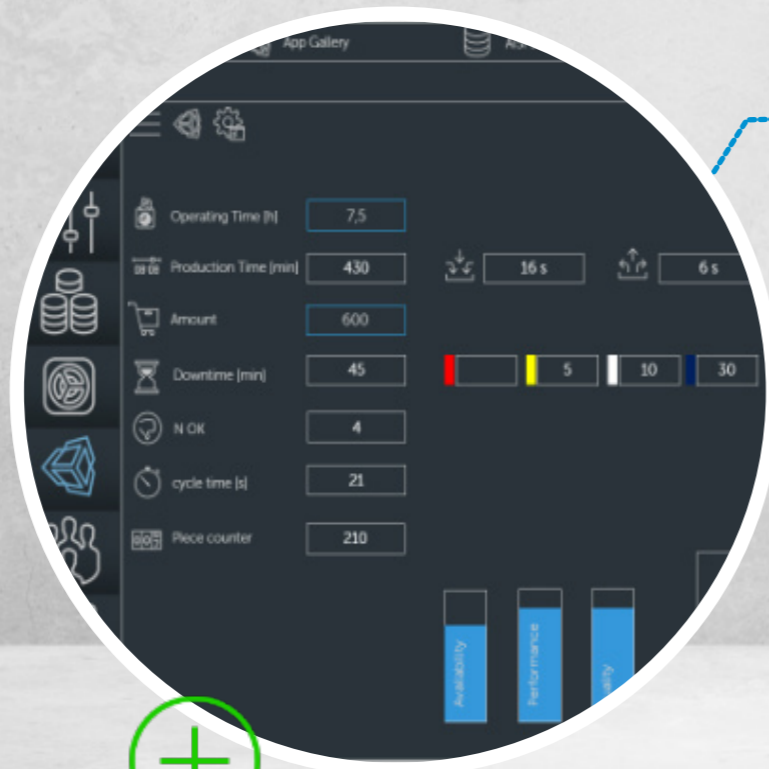 App Gallery
Operating Time [h] 7,5
Production Time [min] 430 16 s 6 s
Amount 600
Downtime [min] 45 5 10 30
N OK 4
cycle time [s] 21
Piece counter 210
Availability
Performance